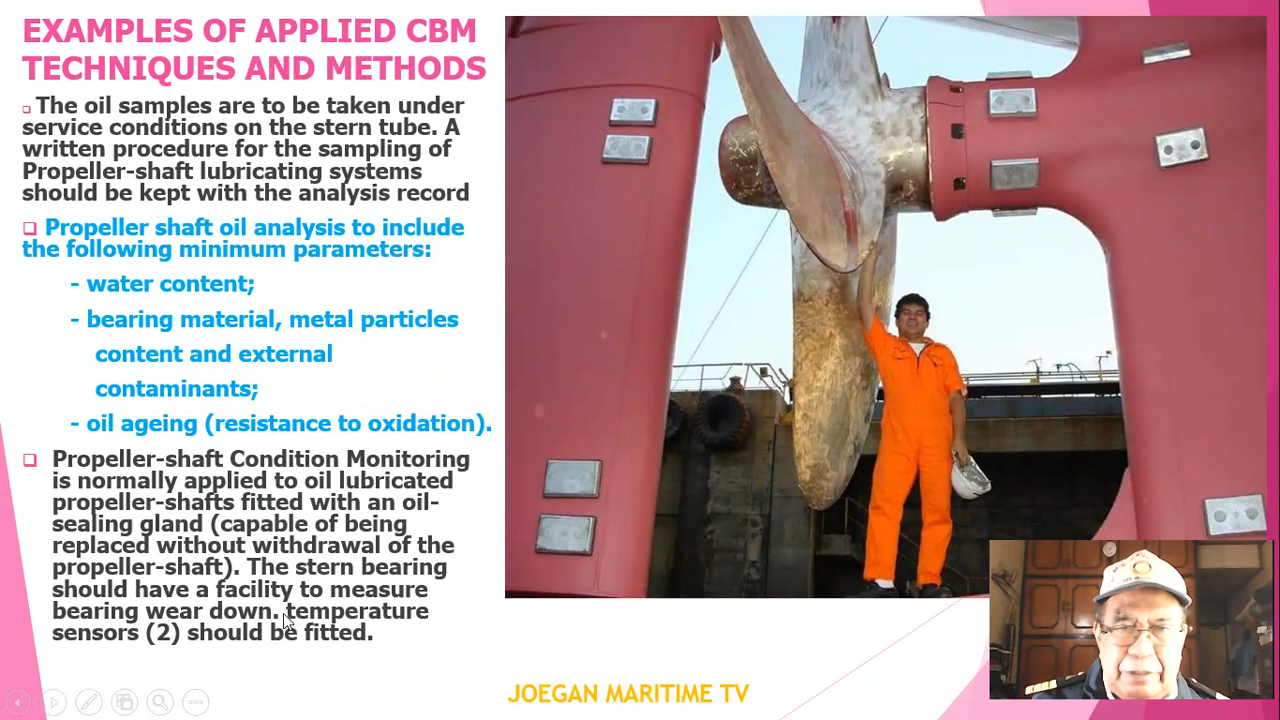 EXAMPLES OF APPLIED CBM
TECHNIQUES AND METHODS
The oil samples are to be taken under
service conditions on the stern tube. A
written procedure for the sampling of
Propeller-shaft lubricating systems
should be kept with the analysis record
Propeller shaft oil analysis to include
the following minimum parameters:
- water content;
- bearing material, metal particles
content and external
contaminants;
- oil ageing (resistance to oxidation).
Propeller-shaft Condition Monitoring
is normally applied to oil lubricated
propeller-shafts fitted with an oil-
sealing gland (capable of being
replaced without withdrawal of the
propeller-shaft). The stern bearing
should have a facility to measure
bearing wear down. temperature
sensors (2) should be fitted.
JOEGAN MARITIME TV